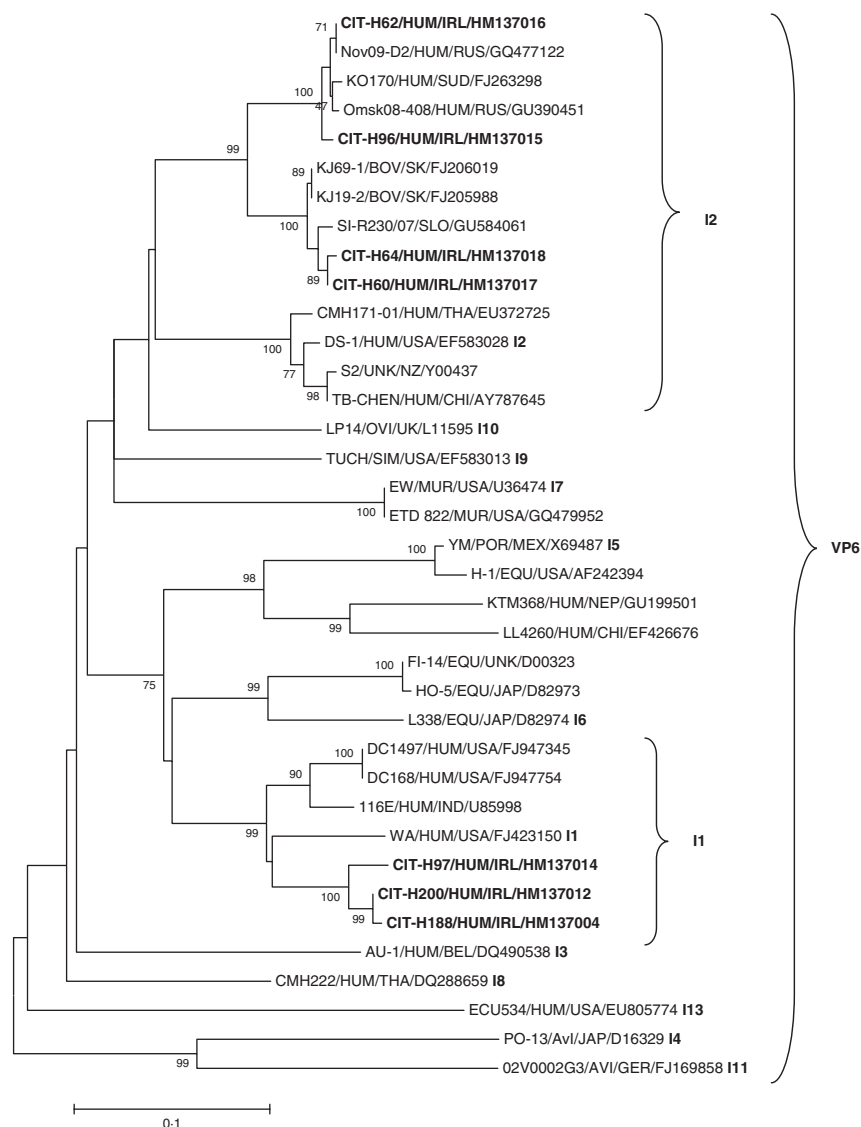 71
CIT-H62/HUM/IRL/HM137016
Nov09-D2/HUM/RUS/GQ477122
KO170/HUM/SUD/FJ263298
100
47
Omsk08-408/HUM/RUS/GU390451
CIT-H96/HUM/IRL/HM137015
99
89
KJ69-1/BOV/SK/FJ206019
KJ19-2/BOV/SK/FJ205988
I2
100
SI-R230/07/SLO/GU584061
CIT-H64/HUM/IRL/HM137018
89
CIT-H60/HUM/IRL/HM137017
CMH171-01/HUM/THA/EU372725
100
DS-1/HUM/USA/EF583028 I2
77
S2/UNK/NZ/Y00437
98
TB-CHEN/HUM/CHI/AY787645
LP14/OVI/UK/L11595 I10
TUCH/SIM/USA/EF583013 I9
EW/MUR/USA/U36474 I7
100
ETD 822/MUR/USA/GQ479952
100
YM/POR/MEX/X69487 I5
VP6
H-1/EQU/USA/AF242394
98
KTM368/HUM/NEP/GU199501
99
LL4260/HUM/CHI/EF426676
100
FI-14/EQU/UNK/D00323
75
99
HO-5/EQU/JAP/D82973
L338/EQU/JAP/D82974 I6
100
DC1497/HUM/USA/FJ947345
90
DC168/HUM/USA/FJ947754
116E/HUM/IND/U85998
99
WA/HUM/USA/FJ423150 I1
I1
CIT-H97/HUM/IRL/HM137014
100
CIT-H200/HUM/IRL/HM137012
99
CIT-H188/HUM/IRL/HM137004
AU-1/HUM/BEL/DQ490538 I3
CMH222/HUM/THA/DQ288659 I8
ECU534/HUM/USA/EU805774 I13
PO-13/AvI/JAP/D16329 I4
99
02V0002G3/AVI/GER/FJ169858 I11
0·1